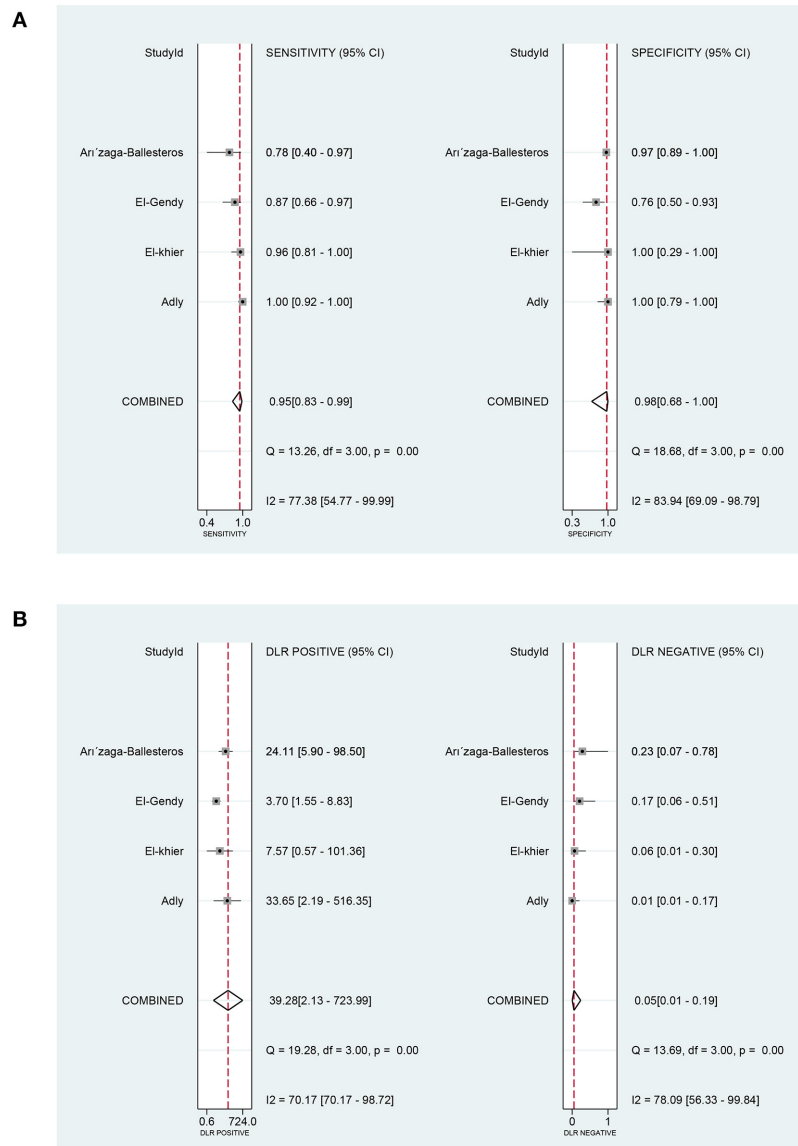 A
StudyId SENSITIVITY (95% CI)
Arı´zaga-Ballesteros 0.78 [0.40 - 0.97]
El-Gendy 0.87 [0.66 - 0.97]
El-khier 0.96 [0.81 - 1.00]
Adly 1.00 [0.92 - 1.00]
COMBINED 0.95[0.83 - 0.99]
Q = 13.26, df = 3.00, p = 0.00
I2 = 77.38 [54.77 - 99.99]
0.4 1.0
SENSITIVITY
StudyId SPECIFICITY (95% CI)
Arı´zaga-Ballesteros 0.97 [0.89 - 1.00]
El-Gendy 0.76 [0.50 - 0.93]
El-khier 1.00 [0.29 - 1.00]
Adly 1.00 [0.79 - 1.00]
COMBINED 0.98[0.68 - 1.00]
Q = 18.68, df = 3.00, p = 0.00
I2 = 83.94 [69.09 - 98.79]
0.3 1.0
SPECIFICITY
B
StudyId DLR POSITIVE (95% CI)
Arı´zaga-Ballesteros 24.11 [5.90 - 98.50]
El-Gendy 3.70 [1.55 - 8.83]
El-khier 7.57 [0.57 - 101.36]
Adly 33.65 [2.19 - 516.35]
COMBINED 39.28[2.13 - 723.99]
Q = 19.28, df = 3.00, p = 0.00
I2 = 70.17 [70.17 - 98.72]
0.6 724.0
DLR POSITIVE
StudyId DLR NEGATIVE (95% CI)
Arı´zaga-Ballesteros 0.23 [0.07 - 0.78]
El-Gendy 0.17 [0.06 - 0.51]
El-khier 0.06 [0.01 - 0.30]
Adly 0.01 [0.01 - 0.17]
COMBINED 0.05[0.01 - 0.19]
Q = 13.69, df = 3.00, p = 0.00
I2 = 78.09 [56.33 - 99.84]
0 1
DLR NEGATIVE